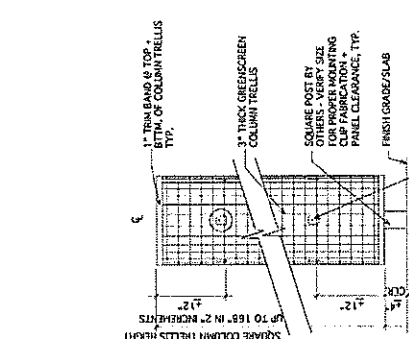 1" TRIM BAND @ TOP +
BTTM. OF COLUMN TRELLIS
TYP.
3" THICK GREENSCREEN
COLUMN TRELLIS
SQUARE POST BY
OTHERS - VERIFY SIZE
FOR PROPER MOUNTING
CLIP FABRICATION +
PANEL CLEARANCE, TYP.
FINISH GRADE/SLAB
℄
±12"
±12"
±4"
CLR.
UP TO 168" IN 2" INCREMENTS
SQUARE COLUMN TRELLIS HEIGHT